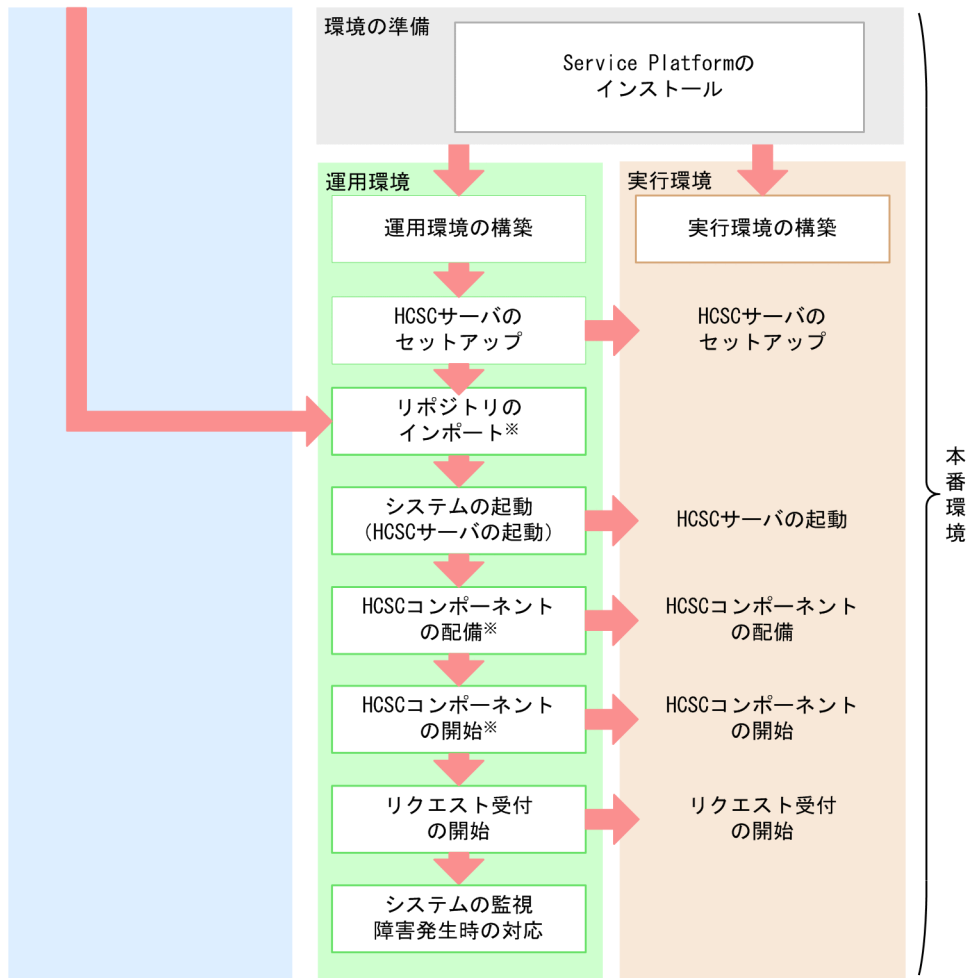 環境の準備
Service Platformの
インストール
運用環境
実行環境
運用環境の構築
実行環境の構築
HCSCサーバの
セットアップ
HCSCサーバの
セットアップ
リポジトリの
インポート※
システムの起動
(HCSCサーバの起動)
HCSCサーバの起動
HCSCコンポーネント
の配備※
HCSCコンポーネント
の配備
HCSCコンポーネント
の開始※
HCSCコンポーネント
の開始
リクエスト受付
の開始
リクエスト受付
の開始
システムの監視
障害発生時の対応
本番環境